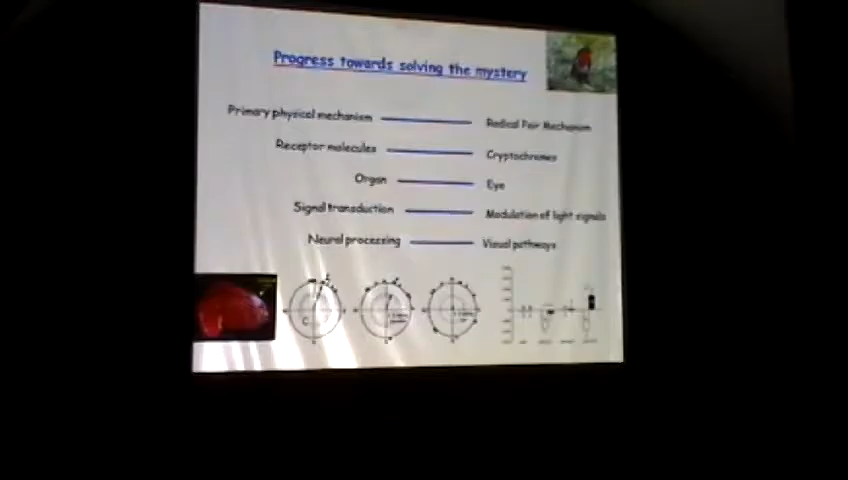 Progress towards solving the mystery
Primary physical mechanism Radical Pair Mechanism
Receptor molecules Cryptochromes
Organ Eye
Signal transduction Modulation of light signals
Neural processing Visual pathways